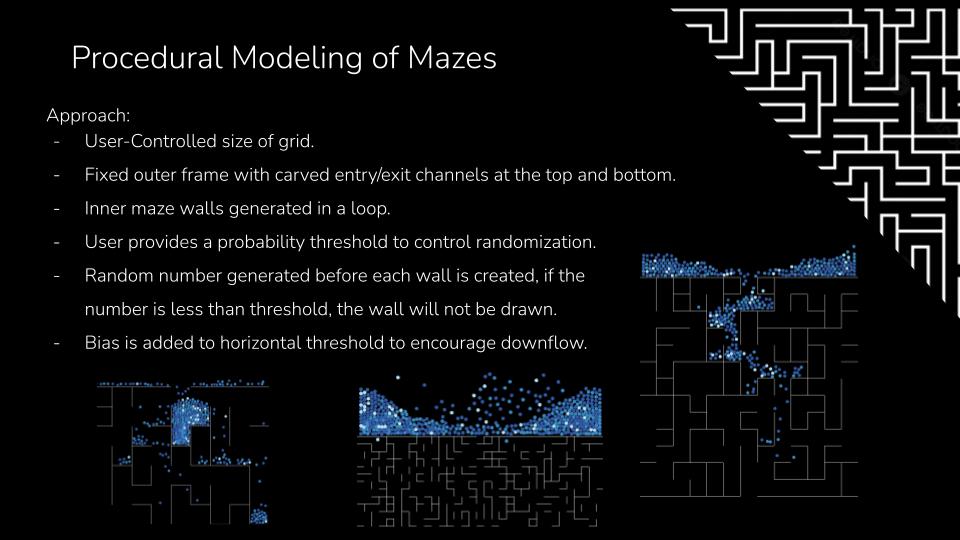 Procedural Modeling of Mazes
Approach:
- User-Controlled size of grid.
- Fixed outer frame with carved entry/exit channels at the top and bottom.
- Inner maze walls generated in a loop.
- User provides a probability threshold to control randomization.
- Random number generated before each wall is created, if the
number is less than threshold, the wall will not be drawn.
- Bias is added to horizontal threshold to encourage downflow.